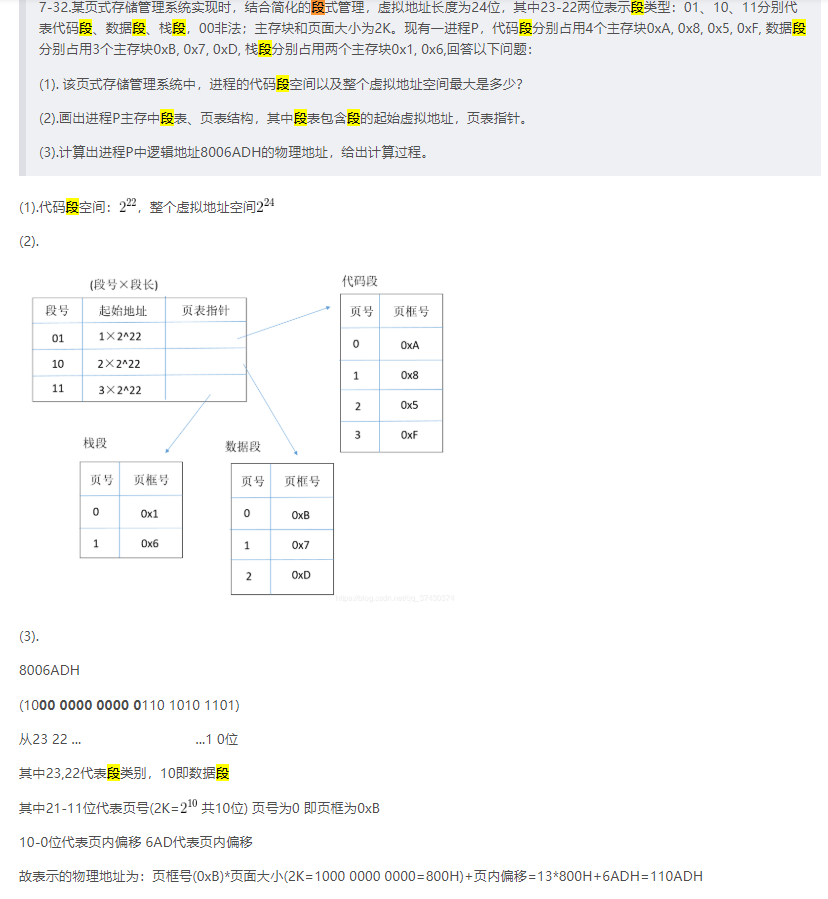 7-32.某页式存储管理系统实现时，结合简化的段式管理，虚拟地址长度为24位，其中23-22两位表示段类型：01、10、11分别代
表代码段、数据段、栈段，00非法；主存块和页面大小为2K。现有一进程P，代码段分别占用4个主存块0xA, 0x8, 0x5, 0xF, 数据段
分别占用3个主存块0xB, 0x7, 0xD, 栈段分别占用两个主存块0x1, 0x6,回答以下问题：
(1). 该页式存储管理系统中，进程的代码段空间以及整个虚拟地址空间最大是多少?
(2).画出进程P主存中段表、页表结构，其中段表包含段的起始虚拟地址，页表指针。
(3).计算出进程P中逻辑地址8006ADH的物理地址，给出计算过程。
(1).代码段空间：2^22，整个虚拟地址空间2^24
(2).
(段号×段长)
段号 起始地址 页表指针
01 1×2^22
10 2×2^22
11 3×2^22
代码段
页号 页框号
0 0xA
1 0x8
2 0x5
3 0xF
栈段
页号 页框号
0 0x1
1 0x6
数据段
页号 页框号
0 0xB
1 0x7
2 0xD
(3).
8006ADH
(1000 0000 0000 0110 1010 1101)
从23 22 ... ...1 0位
其中23,22代表段类别，10即数据段
其中21-11位代表页号(2K=2^10 共10位) 页号为0 即页框为0xB
10-0位代表页内偏移 6AD代表页内偏移
故表示的物理地址为：页框号(0xB)*页面大小(2K=1000 0000 0000=800H)+页内偏移=13*800H+6ADH=110ADH